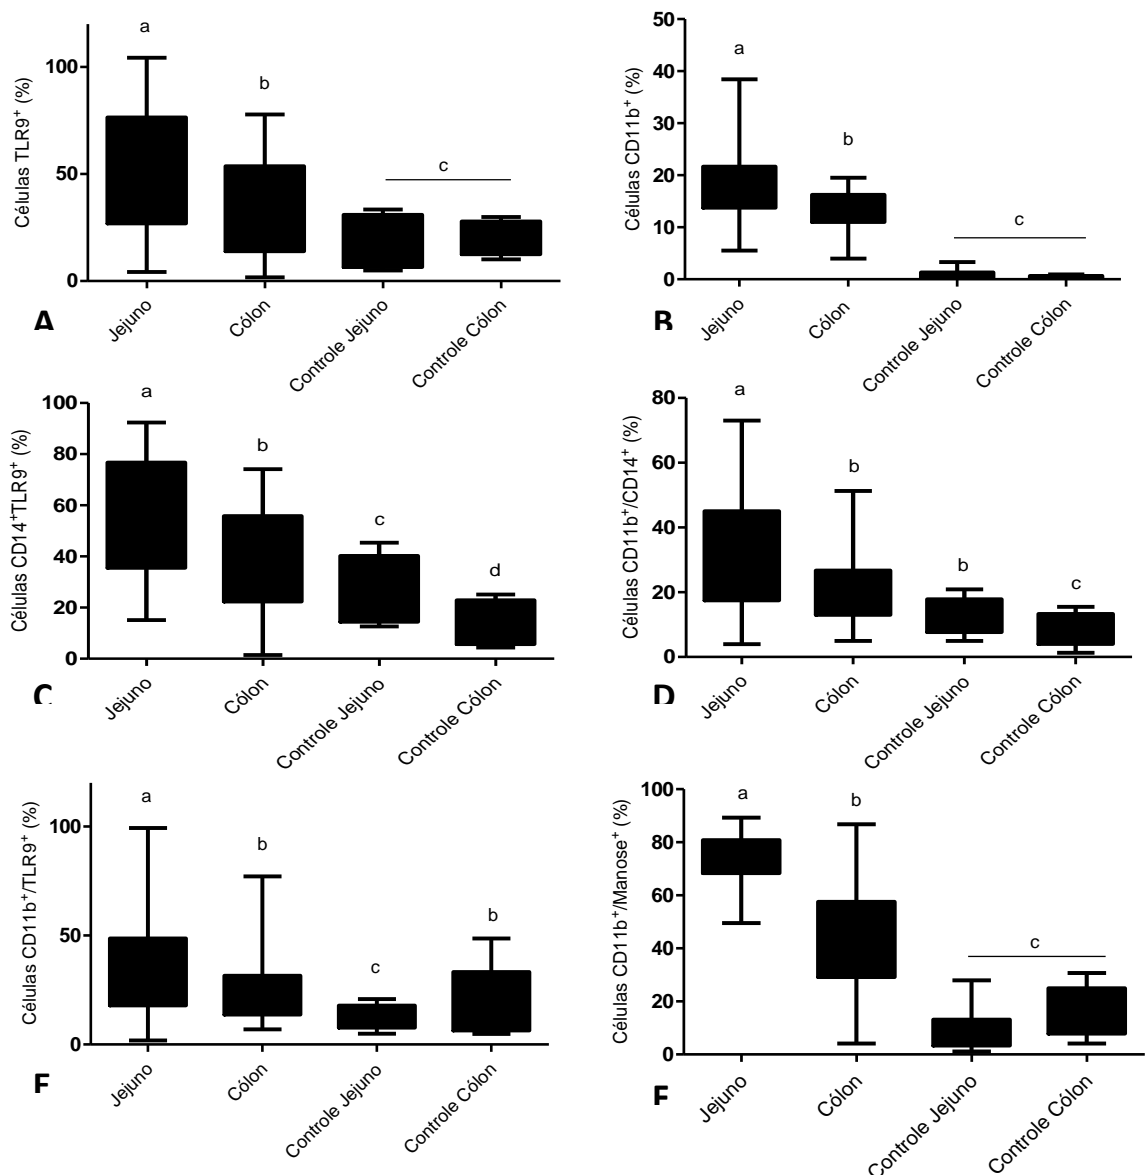 Células TLR9⁺ (%)
100
50
0
a
b
c
Jejuno
Cólon
Controle Jejuno
Controle Cólon
A
Células CD11b⁺ (%)
50
40
30
20
10
0
a
b
c
Jejuno
Cólon
Controle Jejuno
Controle Cólon
B
Células CD14⁺TLR9⁺ (%)
100
80
60
40
20
0
a
b
c
d
Jejuno
Cólon
Controle Jejuno
Controle Cólon
C
Células CD11b⁺/CD14⁺ (%)
80
60
40
20
0
a
b
b
c
Jejuno
Cólon
Controle Jejuno
Controle Cólon
D
Células CD11b⁺/TLR9⁺ (%)
100
50
0
a
b
c
b
Jejuno
Cólon
Controle Jejuno
Controle Cólon
Células CD11b⁺/Manose⁺ (%)
100
80
60
40
20
0
a
b
c
Jejuno
Cólon
Controle Jejuno
Controle Cólon
F